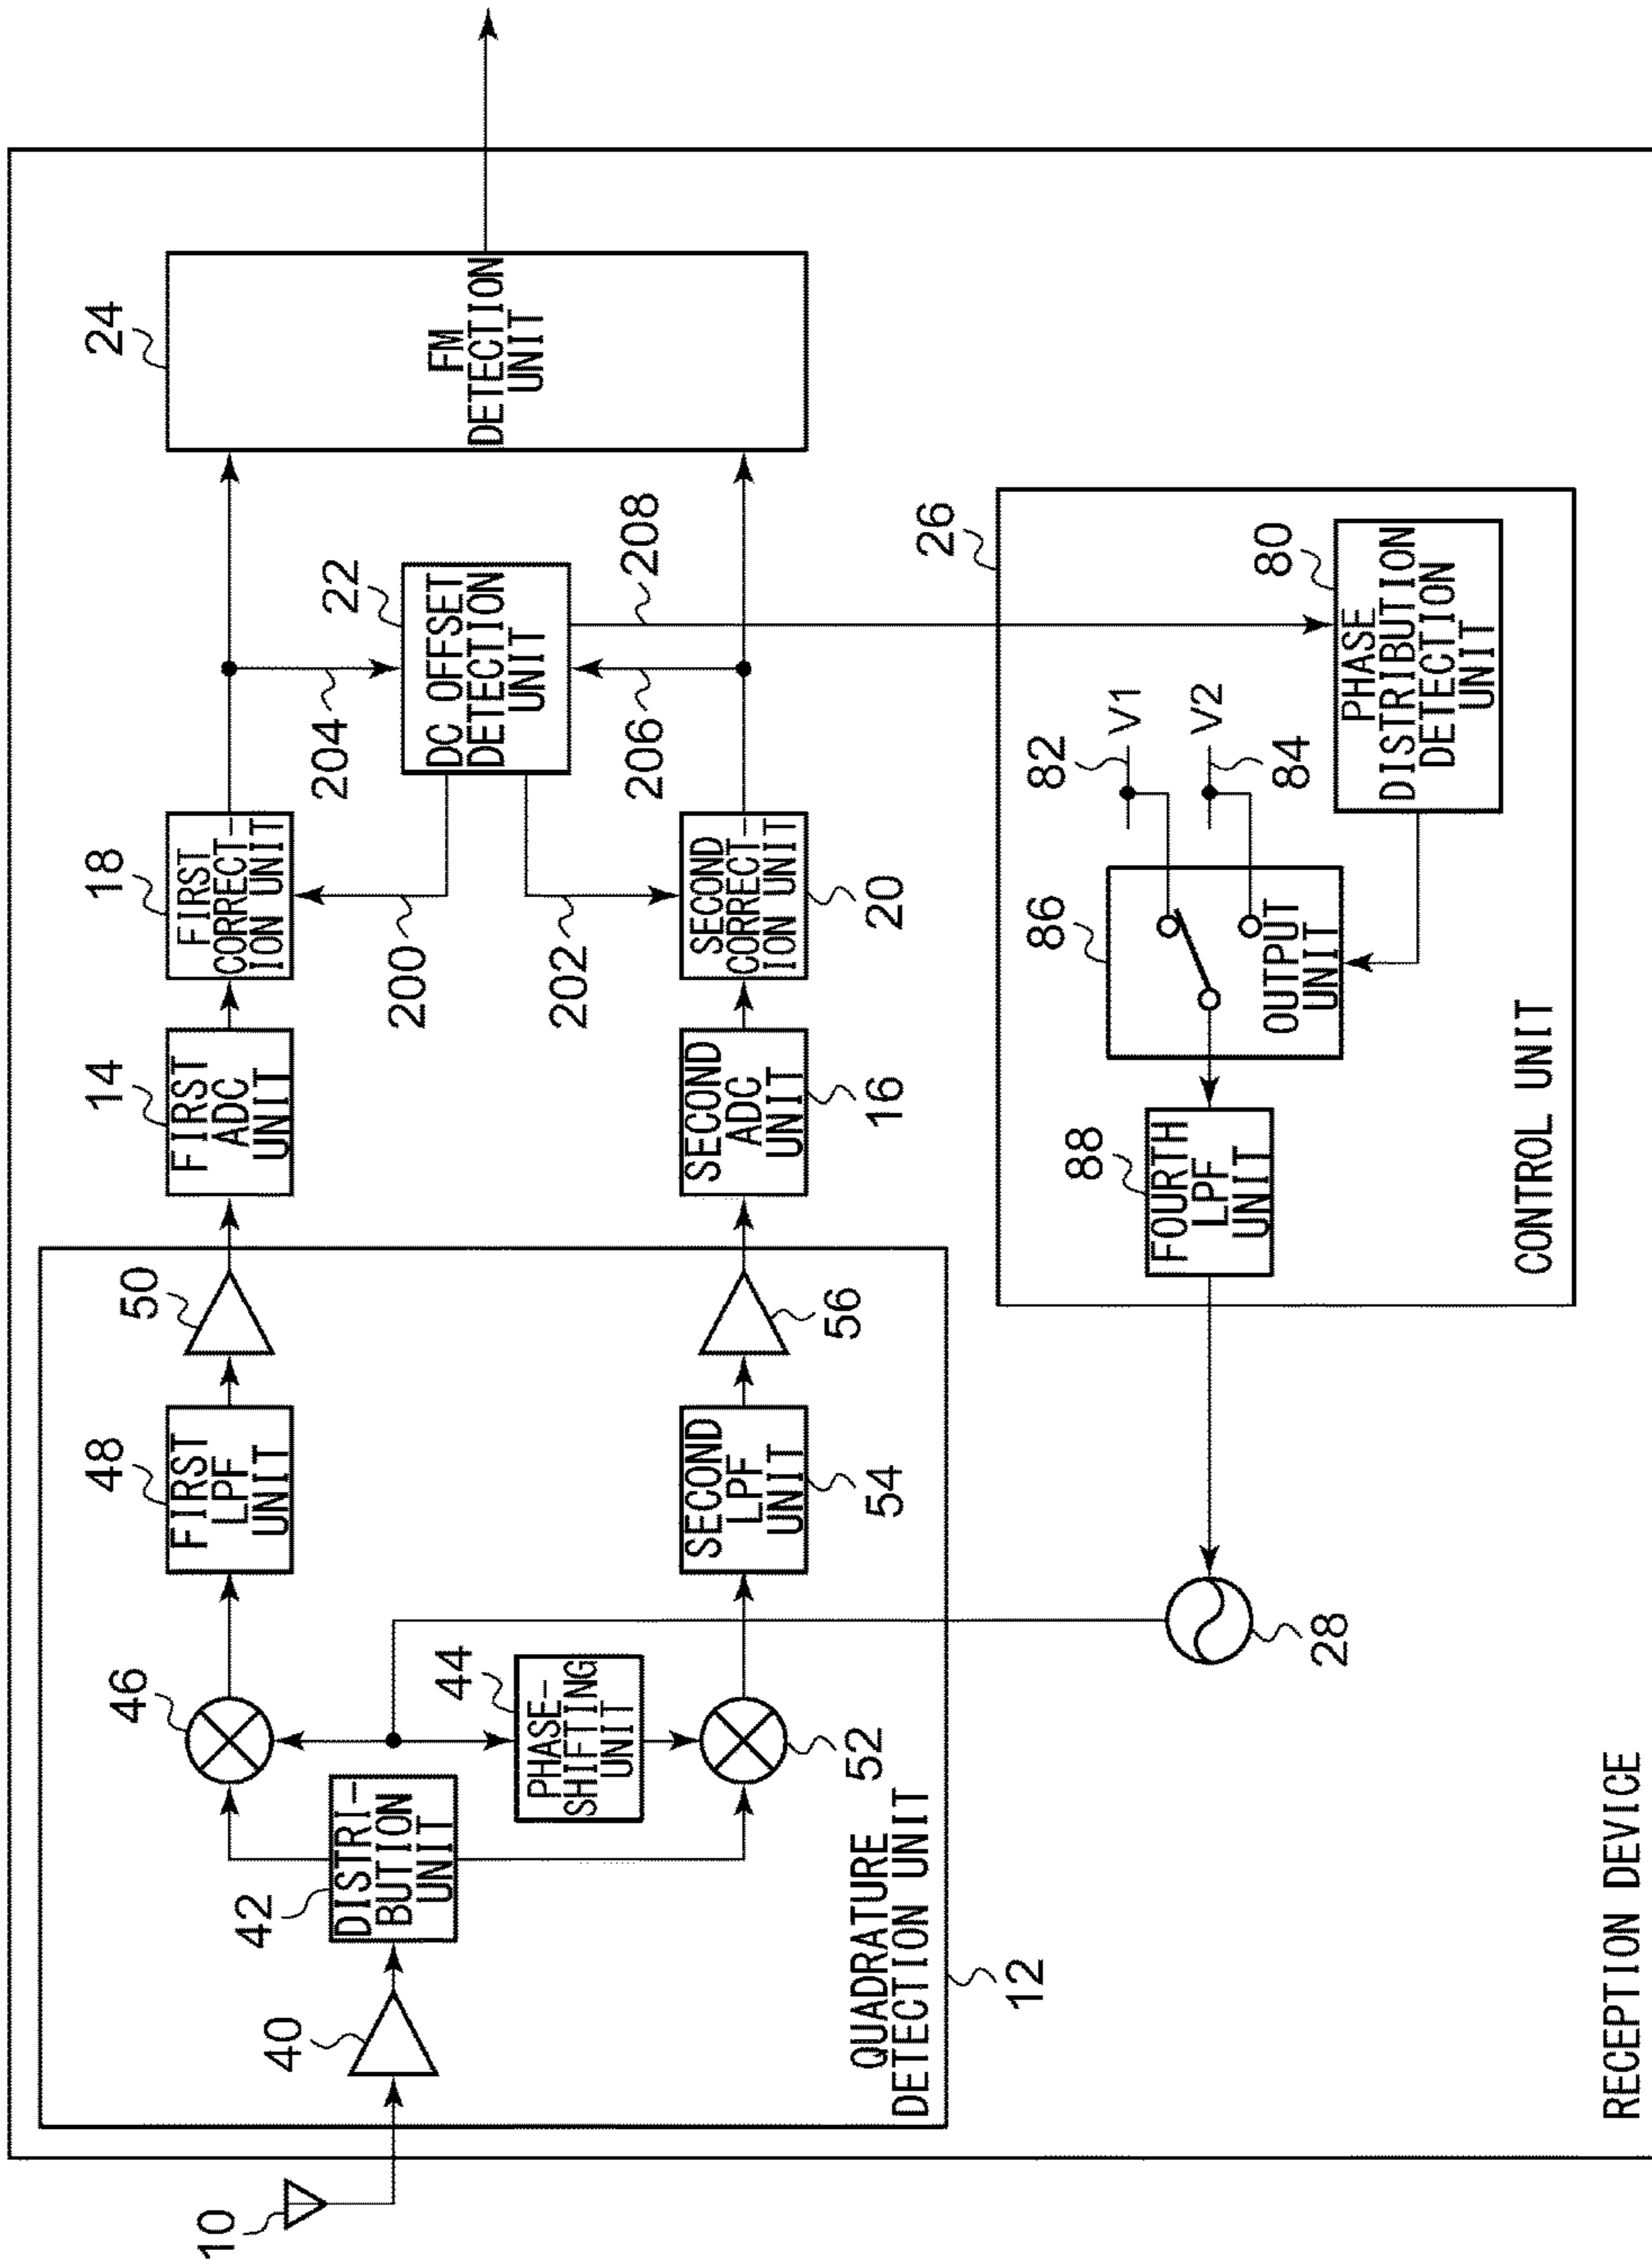 10
40
42
DISTRI-
BUTION
UNIT
46
44
PHASE-
SHIFTING
UNIT
52
48
FIRST
LPF
UNIT
50
SECOND
LPF
UNIT
54
56
QUADRATURE
DETECTION UNIT
12
14
FIRST
ADC
UNIT
SECOND
ADC
UNIT
16
18
FIRST
CORRECT-
ION UNIT
200
202
SECOND
CORRECT-
ION UNIT
20
204
22
DC OFFSET
DETECTION
UNIT
206
208
24
FM
DETECTION
UNIT
28
26
88
FOURTH
LPF
UNIT
86
OUTPUT
UNIT
82
V1
V2
84
80
PHASE
DISTRIBUTION
DETECTION
UNIT
CONTROL UNIT
RECEPTION DEVICE